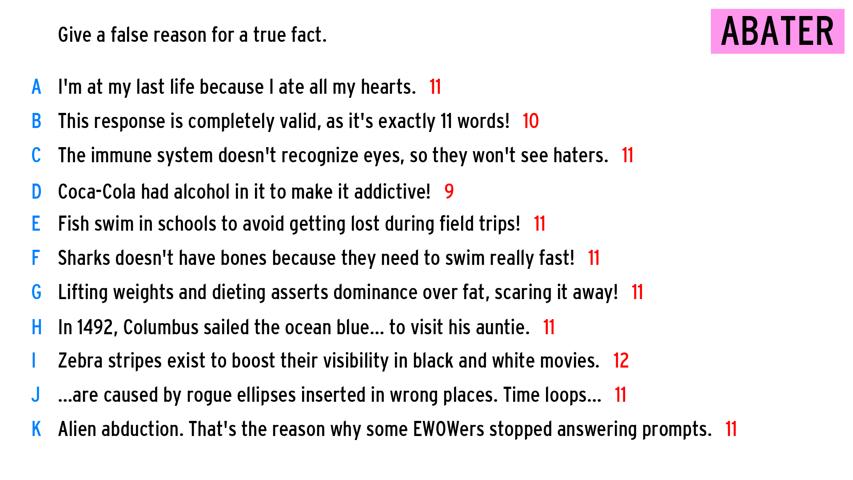 Give a false reason for a true fact.
ABATER
A I'm at my last life because I ate all my hearts. 11
B This response is completely valid, as it's exactly 11 words! 10
C The immune system doesn't recognize eyes, so they won't see haters. 11
D Coca-Cola had alcohol in it to make it addictive! 9
E Fish swim in schools to avoid getting lost during field trips! 11
F Sharks doesn't have bones because they need to swim really fast! 11
G Lifting weights and dieting asserts dominance over fat, scaring it away! 11
H In 1492, Columbus sailed the ocean blue... to visit his auntie. 11
I Zebra stripes exist to boost their visibility in black and white movies. 12
J ...are caused by rogue ellipses inserted in wrong places. Time loops... 11
K Alien abduction. That's the reason why some EWOWers stopped answering prompts. 11